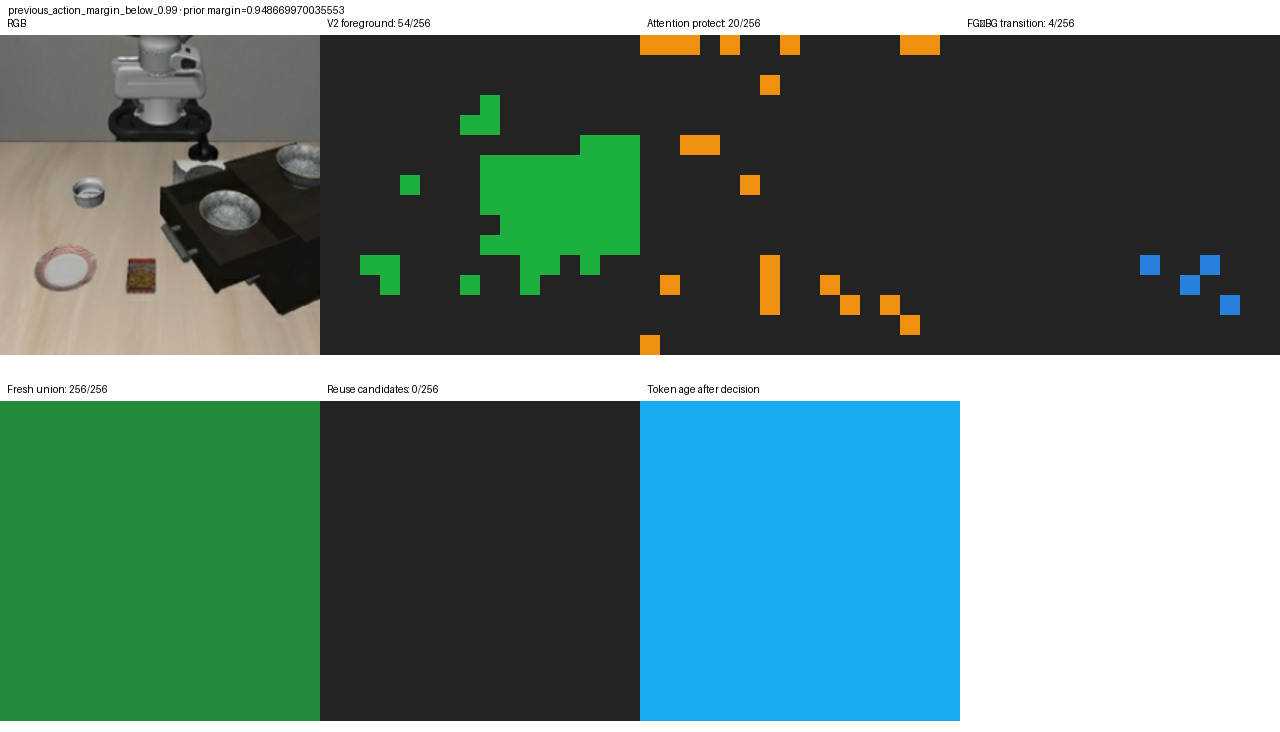 previous_action_margin_below_0.99 · prior margin=0.948669970035553
RGB
V2 foreground: 54/256
Attention protect: 20/256
transition: 4/256
Fresh union: 256/256
Reuse candidates: 0/256
Token age after decision